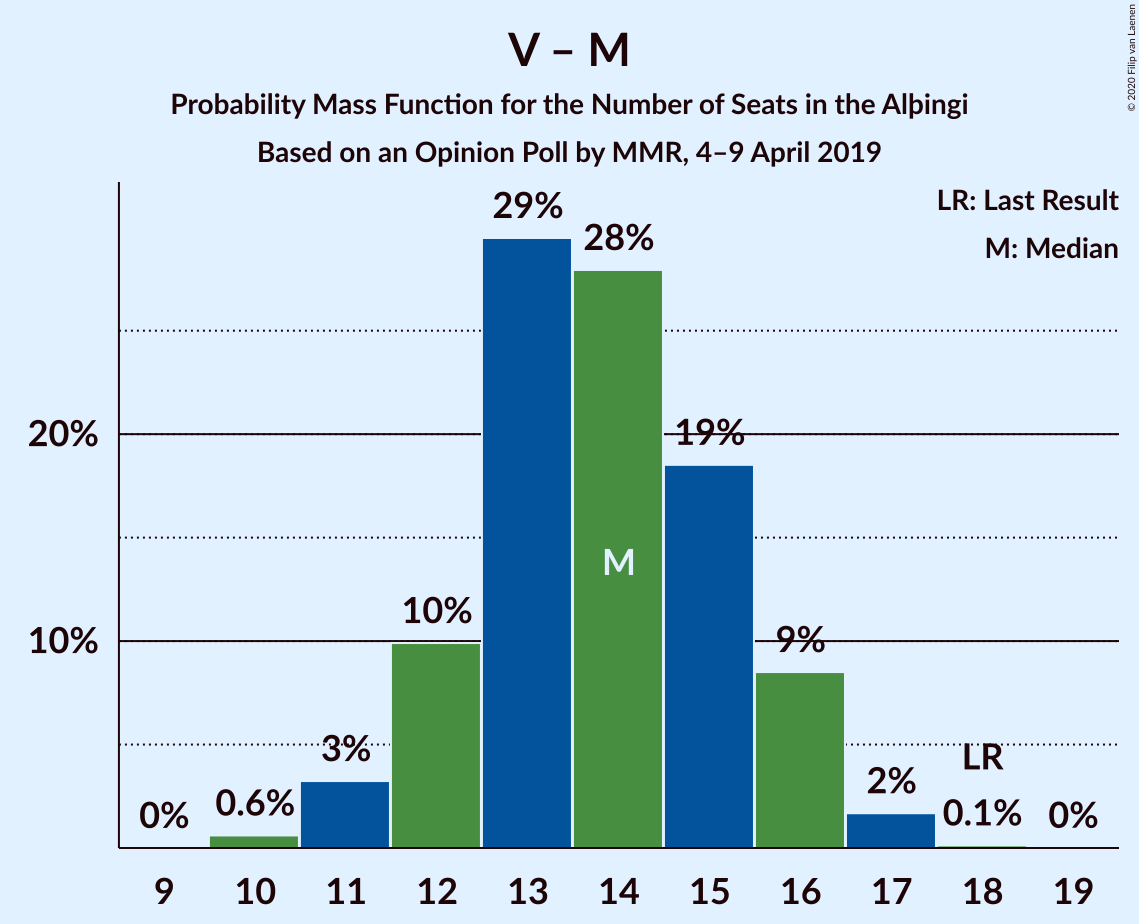 V – M
Probability Mass Function for the Number of Seats in the Alþingi
Based on an Opinion Poll by MMR, 4–9 April 2019
© 2020 Filip van Laenen
LR: Last Result
M: Median
20%
10%
0%
0.6%
3%
10%
29%
28%
M
19%
9%
2%
LR
0.1%
0%
9 10 11 12 13 14 15 16 17 18 19